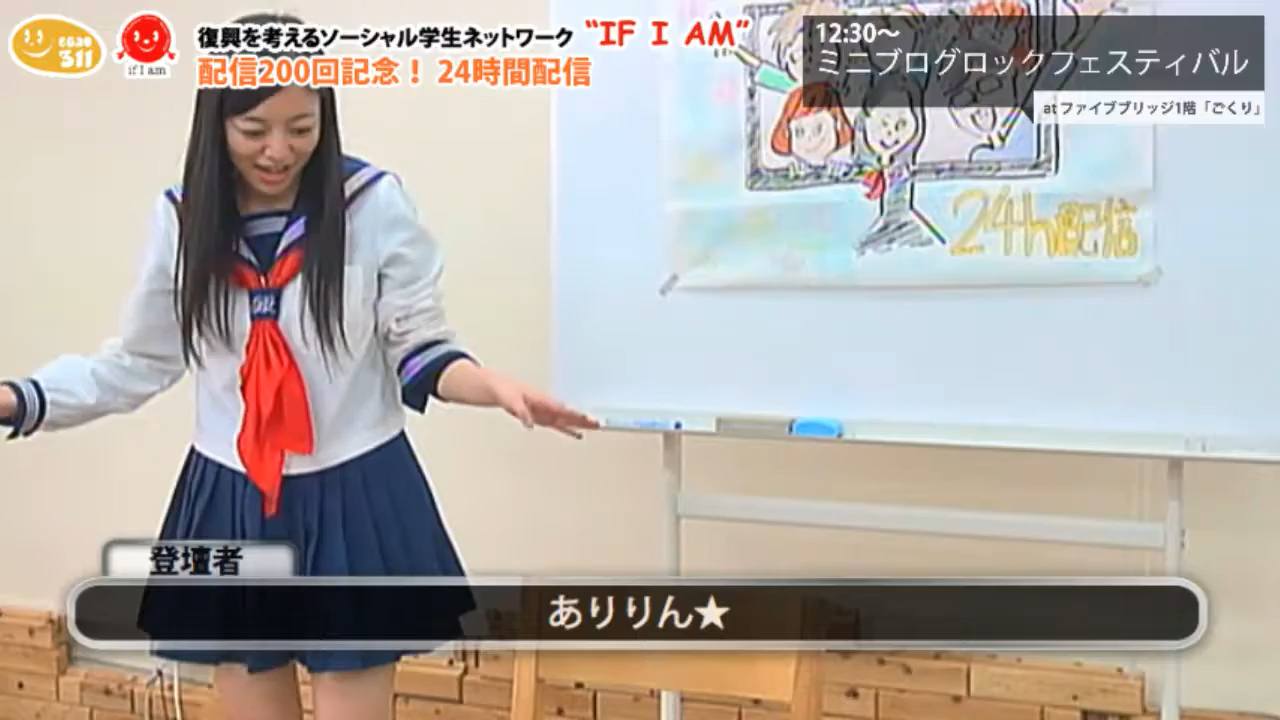 復興を考えるソーシャル学生ネットワーク “IF I AM”
配信200回記念！ 24時間配信
311
if I am
12:30～
ミニブログロックフェスティバル
at ファイブブリッジ1階「ごくり」
24h配信
登壇者
ありりん★